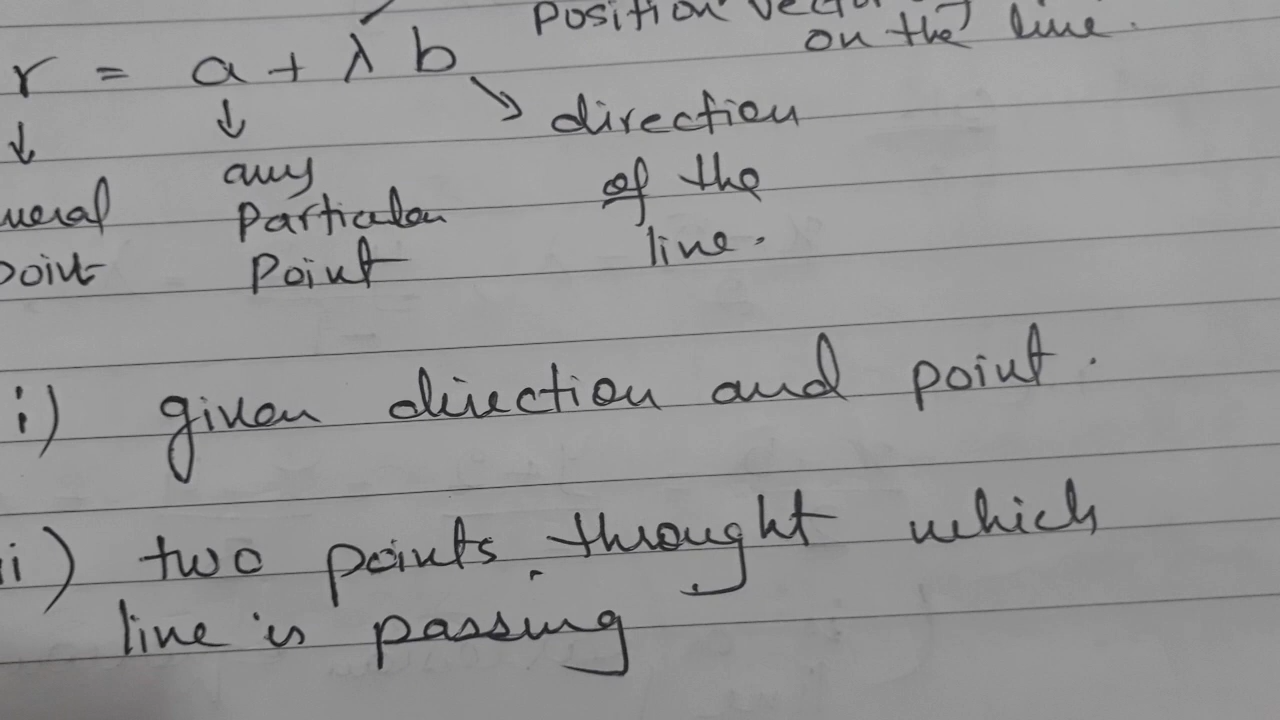 Position
on the line.
r = a + λ b
direction
any
of the
Particular
line.
Point
i) given direction and point.
two points throught which
line is passing